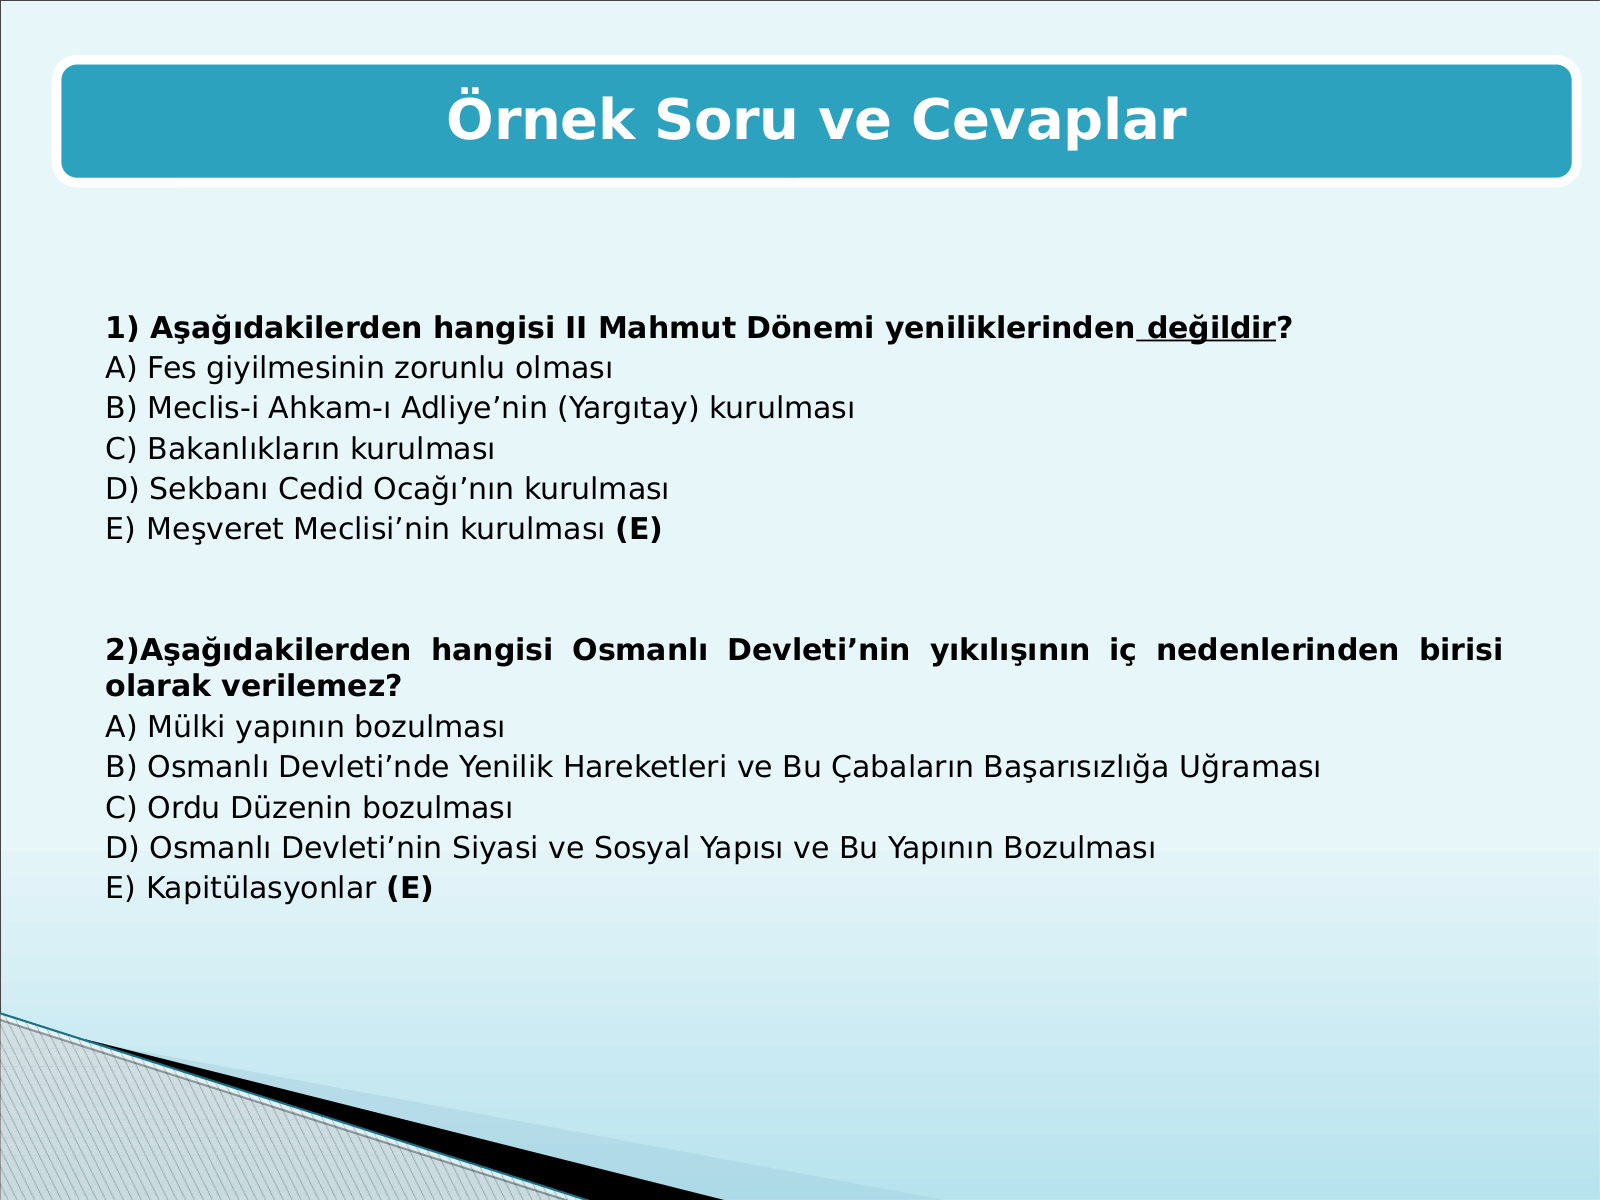 Örnek Soru ve Cevaplar
1) Aşağıdakilerden hangisi II Mahmut Dönemi yeniliklerinden değildir?
A) Fes giyilmesinin zorunlu olması
B) Meclis-i Ahkam-ı Adliye’nin (Yargıtay) kurulması
C) Bakanlıkların kurulması
D) Sekbanı Cedid Ocağı’nın kurulması
E) Meşveret Meclisi’nin kurulması (E)
2)Aşağıdakilerden hangisi Osmanlı Devleti’nin yıkılışının iç nedenlerinden birisi
olarak verilemez?
A) Mülki yapının bozulması
B) Osmanlı Devleti’nde Yenilik Hareketleri ve Bu Çabaların Başarısızlığa Uğraması
C) Ordu Düzenin bozulması
D) Osmanlı Devleti’nin Siyasi ve Sosyal Yapısı ve Bu Yapının Bozulması
E) Kapitülasyonlar (E)